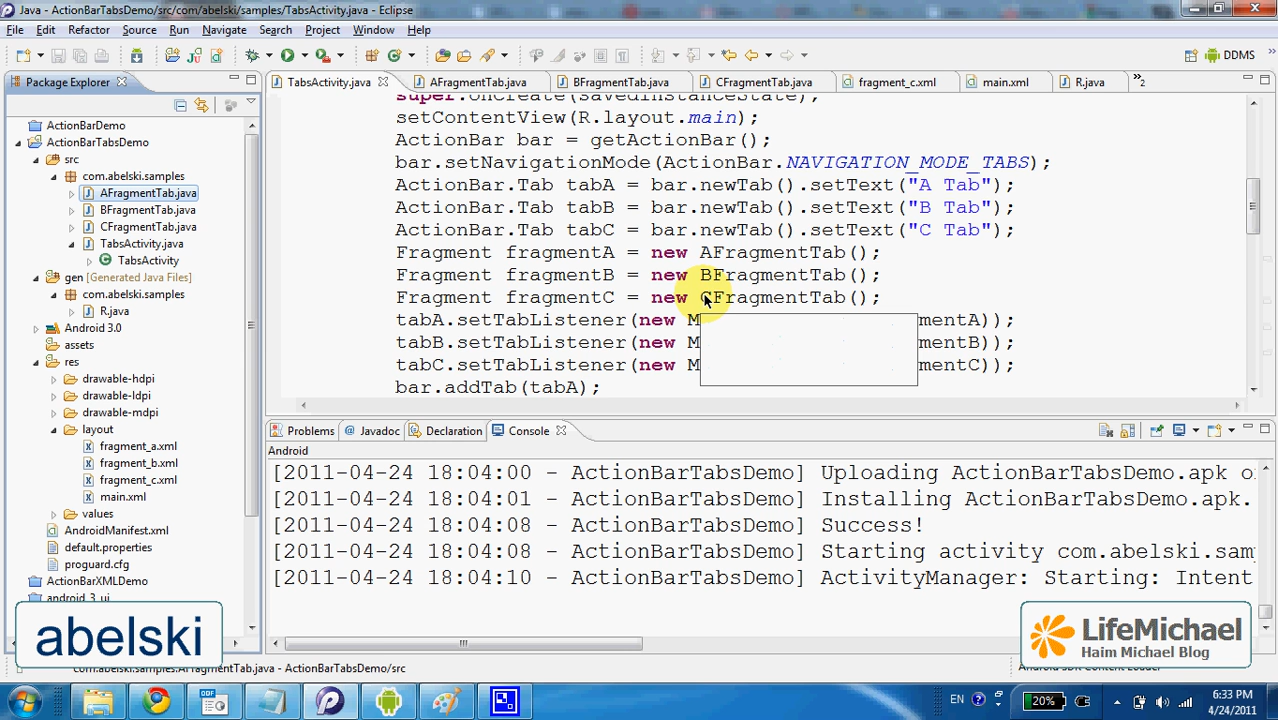 Java - ActionBarTabsDemo/src/com/abelski/samples/TabsActivity.java - Eclipse
File Edit Refactor Source Run Navigate Search Project Window Help
DDMS
Package Explorer
ActionBarDemo
ActionBarTabsDemo
src
com.abelski.samples
AFragmentTab.java
BFragmentTab.java
CFragmentTab.java
TabsActivity.java
TabsActivity
gen [Generated Java Files]
com.abelski.samples
R.java
Android 3.0
assets
res
drawable-hdpi
drawable-ldpi
drawable-mdpi
layout
fragment_a.xml
fragment_b.xml
fragment_c.xml
main.xml
values
AndroidManifest.xml
default.properties
proguard.cfg
ActionBarXMLDemo
android_3_ui
TabsActivity.java AFragmentTab.java BFragmentTab.java CFragmentTab.java fragment_c.xml main.xml R.java »2
super.onCreate(savedInstanceState);
setContentView(R.layout.main);
ActionBar bar = getActionBar();
bar.setNavigationMode(ActionBar.NAVIGATION_MODE_TABS);
ActionBar.Tab tabA = bar.newTab().setText("A Tab");
ActionBar.Tab tabB = bar.newTab().setText("B Tab");
ActionBar.Tab tabC = bar.newTab().setText("C Tab");
Fragment fragmentA = new AFragmentTab();
Fragment fragmentB = new BFragmentTab();
Fragment fragmentC = new CFragmentTab();
tabA.setTabListener(new M mentA));
tabB.setTabListener(new M mentB));
tabC.setTabListener(new M mentC));
bar.addTab(tabA);
Problems Javadoc Declaration Console
Android
[2011-04-24 18:04:00 - ActionBarTabsDemo] Uploading ActionBarTabsDemo.apk o
[2011-04-24 18:04:01 - ActionBarTabsDemo] Installing ActionBarTabsDemo.apk.
[2011-04-24 18:04:08 - ActionBarTabsDemo] Success!
[2011-04-24 18:04:08 - ActionBarTabsDemo] Starting activity com.abelski.sam
[2011-04-24 18:04:10 - ActionBarTabsDemo] ActivityManager: Starting: Intent
abelski
LifeMichael
Haim Michael Blog
com.abelski.samples.AFragmentTab.java - ActionBarTabsDemo/src
Android SDK Content Loader
EN
20%
6:33 PM
4/24/2011